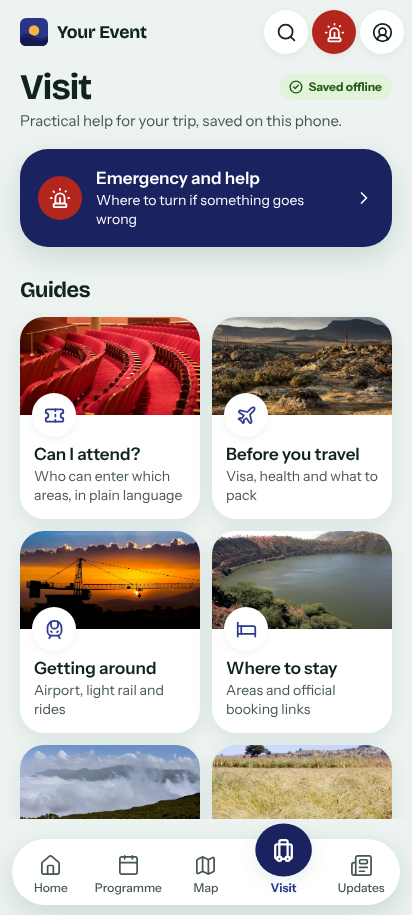 Your Event
Visit
Saved offline
Practical help for your trip, saved on this phone.
Emergency and help
Where to turn if something goes
wrong
Guides
Can I attend?
Who can enter which
areas, in plain language
Before you travel
Visa, health and what to
pack
Getting around
Airport, light rail and
rides
Where to stay
Areas and official
booking links
Home
Programme
Map
Visit
Updates